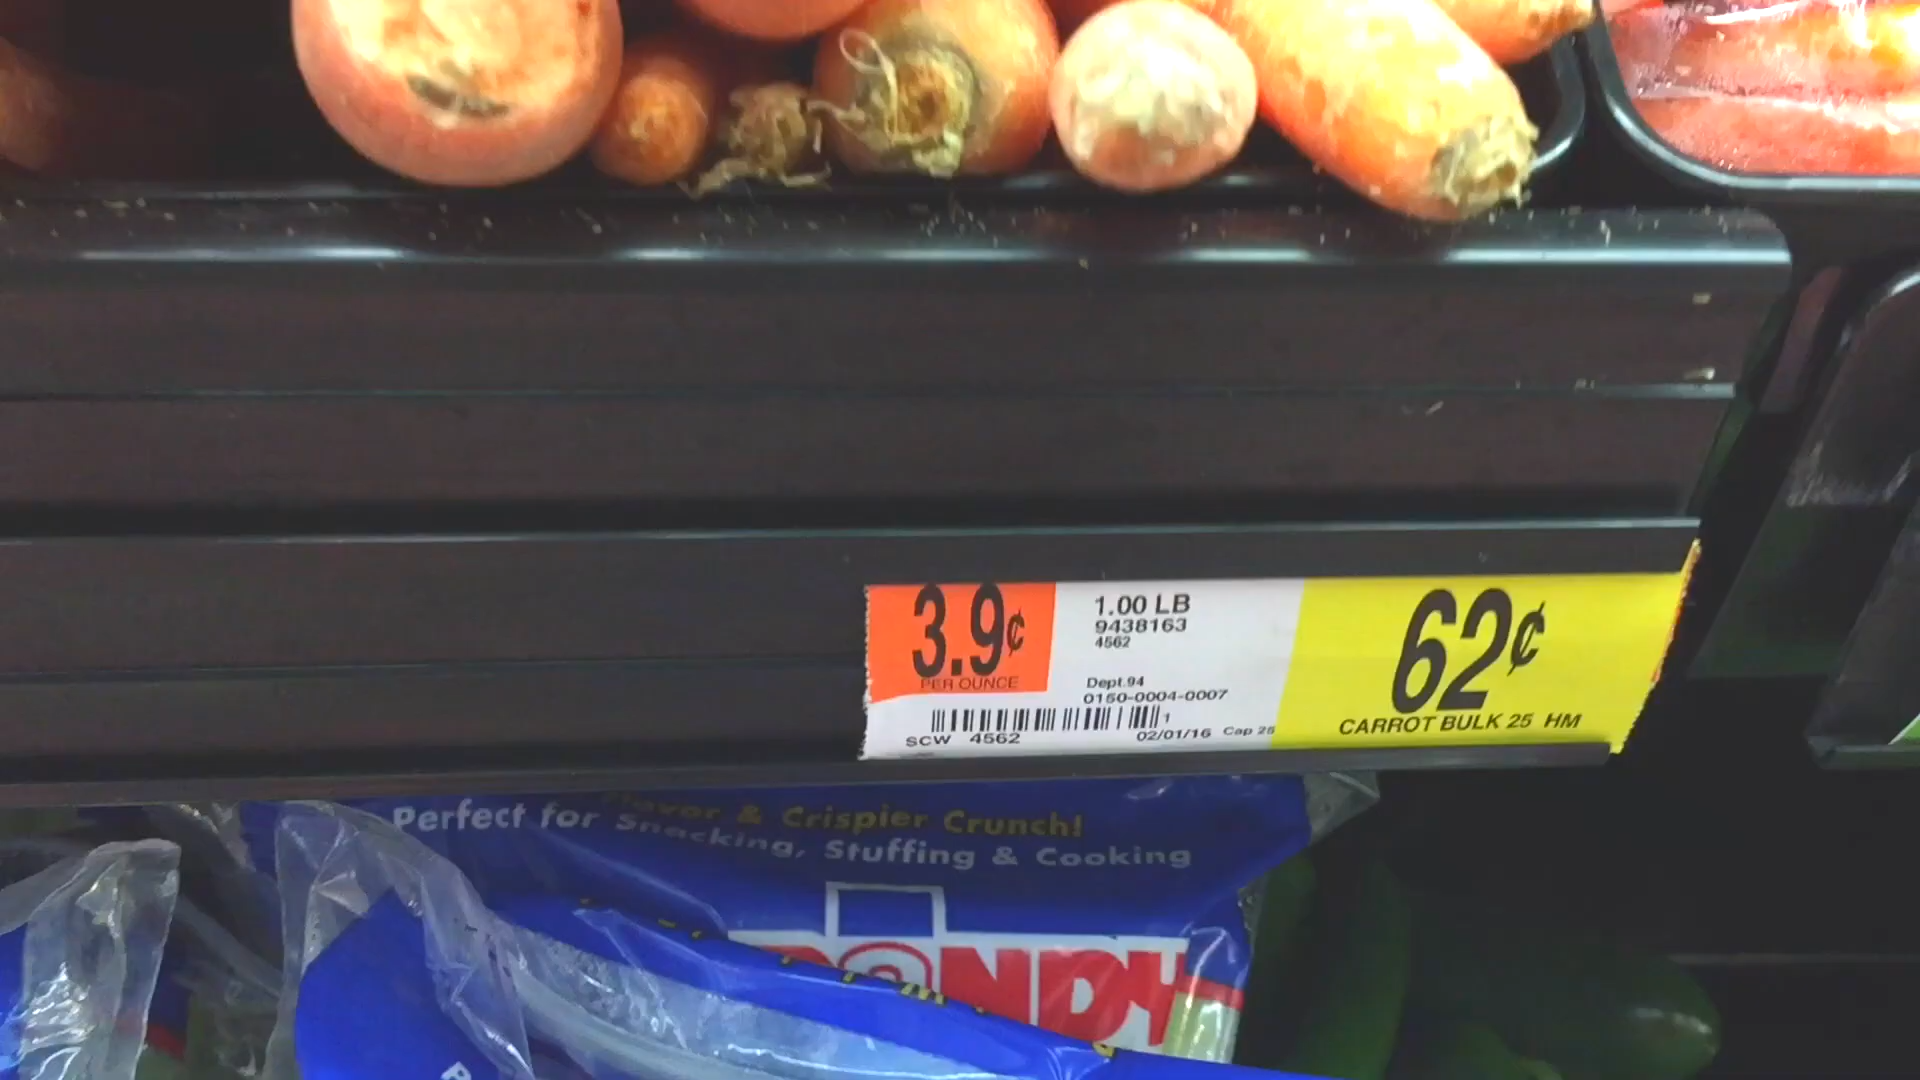 3.9¢
PER OUNCE
1.00 LB
9438163
4562
Dept.94
0150-0004-0007
1
SCW 4562
02/01/16 Cap 25
62¢
CARROT BULK 25 HM
& Crispier Crunch!
Perfect for Snacking, Stuffing & Cooking